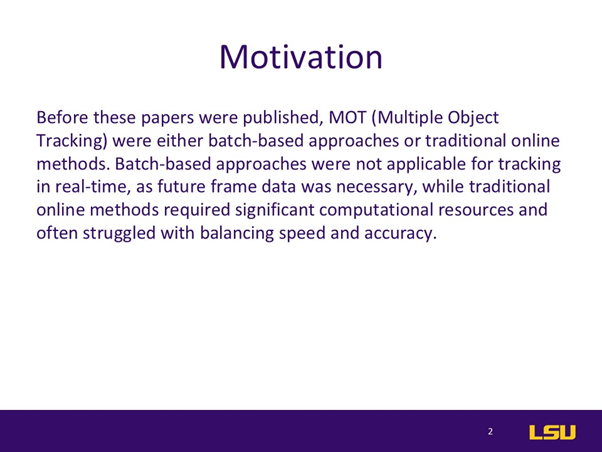 Motivation
Before these papers were published, MOT (Multiple Object
Tracking) were either batch-based approaches or traditional online
methods. Batch-based approaches were not applicable for tracking
in real-time, as future frame data was necessary, while traditional
online methods required significant computational resources and
often struggled with balancing speed and accuracy.
2
LSU